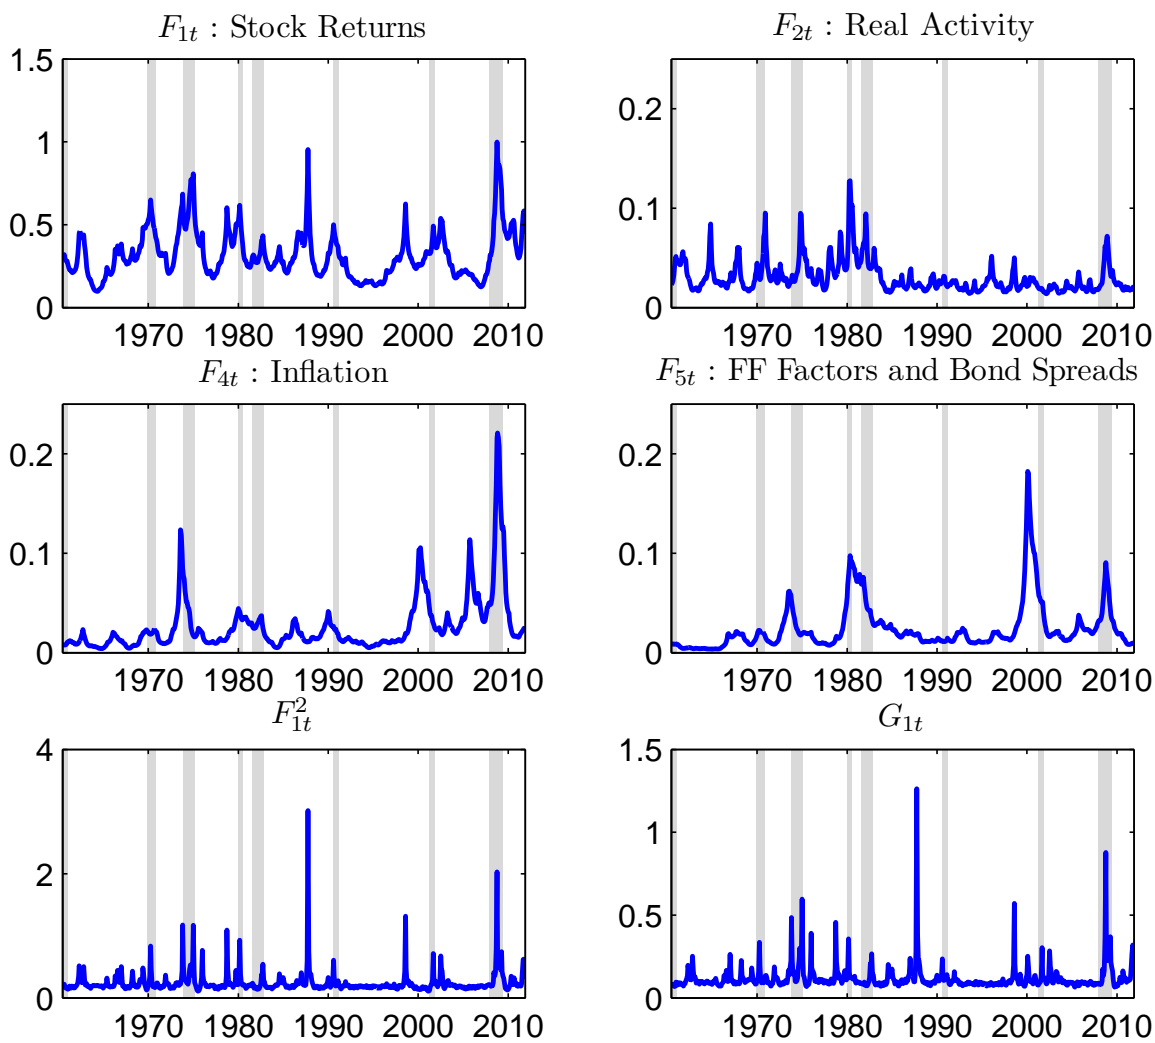 F₁ₜ : Stock Returns
1.5
1
0.5
0
1970 1980 1990 2000 2010
F₂ₜ : Real Activity
0.2
0.1
0
1970 1980 1990 2000 2010
F₄ₜ : Inflation
0.2
0.1
0
1970 1980 1990 2000 2010
F₅ₜ : FF Factors and Bond Spreads
0.2
0.1
0
1970 1980 1990 2000 2010
F²₁ₜ
4
2
0
1970 1980 1990 2000 2010
G₁ₜ
1.5
1
0.5
0
1970 1980 1990 2000 2010